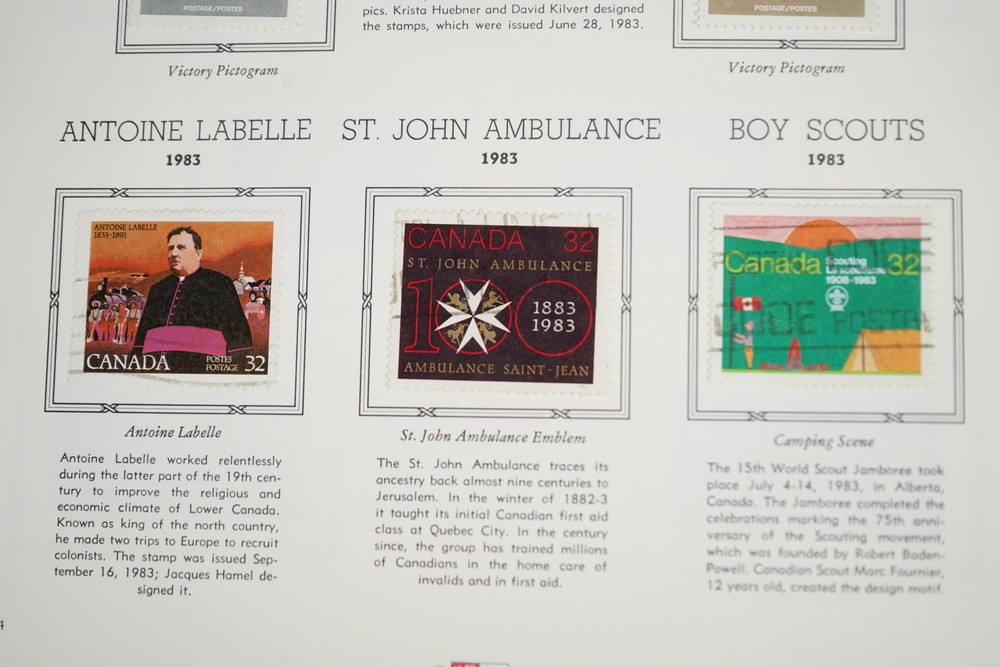 POSTAGE/POSTES
pics. Krista Huebner and David Kilvert designed
the stamps, which were issued June 28, 1983.
POSTAGE/POSTES
Victory Pictogram
Victory Pictogram
ANTOINE LABELLE
1983
ANTOINE LABELLE
1833-1891
CANADA
POSTES
POSTAGE
32
Antoine Labelle
Antoine Labelle worked relentlessly
during the latter part of the 19th cen-
tury to improve the religious and
economic climate of Lower Canada.
Known as king of the north country,
he made two trips to Europe to recruit
colonists. The stamp was issued Sep-
tember 16, 1983; Jacques Hamel de-
signed it.
ST. JOHN AMBULANCE
1983
CANADA 32
ST. JOHN AMBULANCE
100
1883
1983
AMBULANCE SAINT-JEAN
St. John Ambulance Emblem
The St. John Ambulance traces its
ancestry back almost nine centuries to
Jerusalem. In the winter of 1882-3
it taught its initial Canadian first aid
class at Quebec City. In the century
since, the group has trained millions
of Canadians in the home care of
invalids and in first aid.
BOY SCOUTS
1983
Canada 32
Scouting
Le scoutisme
1908-1983
CODE POSTAL
Camping Scene
The 15th World Scout Jamboree took
place July 4-14, 1983, in Alberta,
Canada. The Jamboree completed the
celebrations marking the 75th anni-
versary of the Scouting movement,
which was founded by Robert Baden-
Powell. Canadian Scout Marc Fournier,
12 years old, created the design motif.